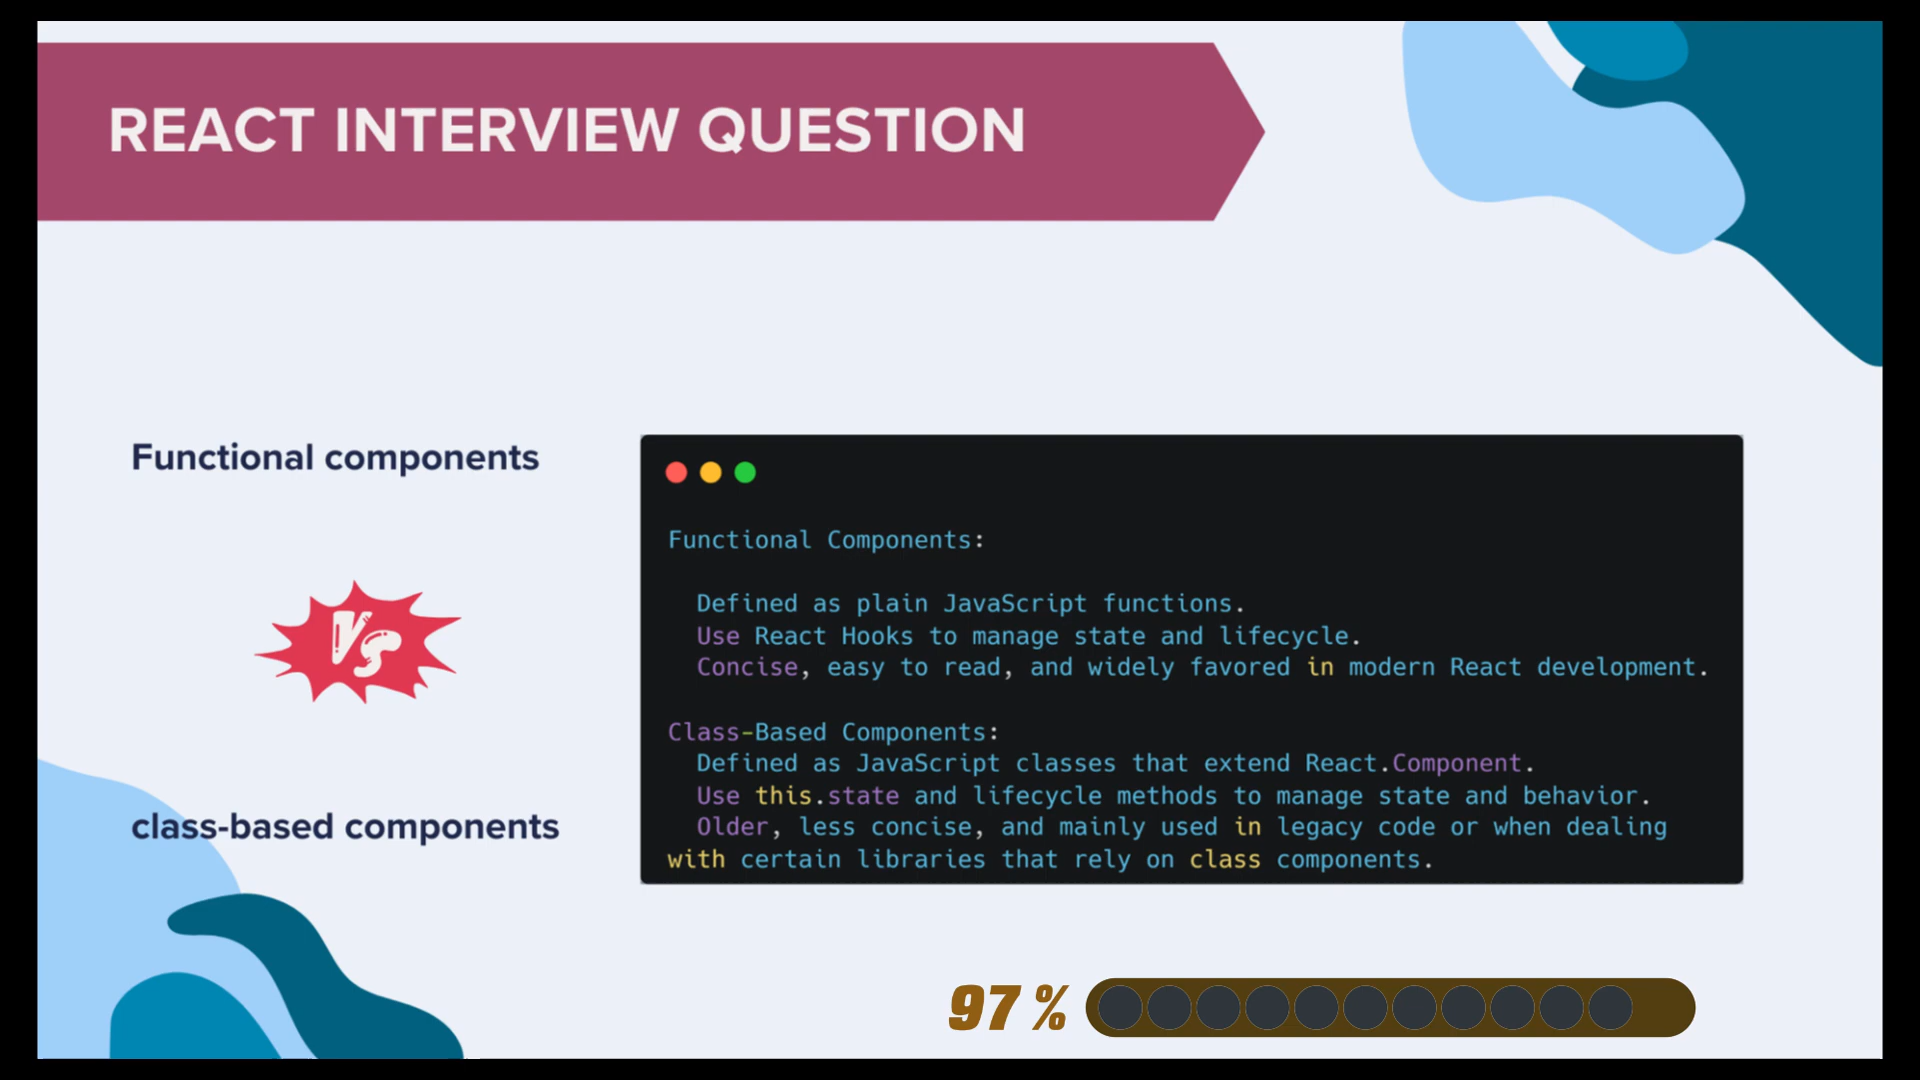 REACT INTERVIEW QUESTION
Functional components
Vs
class-based components
Functional Components:
Defined as plain JavaScript functions.
Use React Hooks to manage state and lifecycle.
Concise, easy to read, and widely favored in modern React development.
Class-Based Components:
Defined as JavaScript classes that extend React.Component.
Use this.state and lifecycle methods to manage state and behavior.
Older, less concise, and mainly used in legacy code or when dealing
with certain libraries that rely on class components.
97%